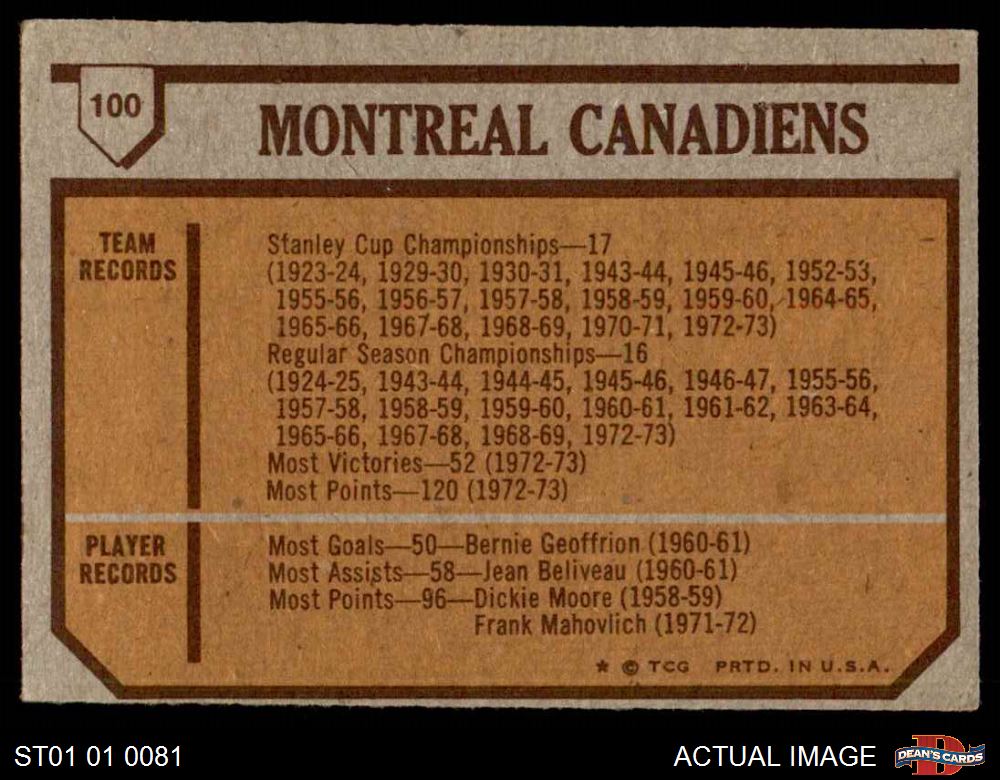 100
MONTREAL CANADIENS
TEAM
RECORDS
Stanley Cup Championships—17
(1923-24, 1929-30, 1930-31, 1943-44, 1945-46, 1952-53,
1955-56, 1956-57, 1957-58, 1958-59, 1959-60, 1964-65,
1965-66, 1967-68, 1968-69, 1970-71, 1972-73)
Regular Season Championships—16
(1924-25, 1943-44, 1944-45, 1945-46, 1946-47, 1955-56,
1957-58, 1958-59, 1959-60, 1960-61, 1961-62, 1963-64,
1965-66, 1967-68, 1968-69, 1972-73)
Most Victories—52 (1972-73)
Most Points—120 (1972-73)
PLAYER
RECORDS
Most Goals—50—Bernie Geoffrion (1960-61)
Most Assists—58—Jean Beliveau (1960-61)
Most Points—96—Dickie Moore (1958-59)
Frank Mahovlich (1971-72)
★ © TCG PRTD. IN U.S.A.
ST01 01 0081
ACTUAL IMAGE
D
DEAN'S CARDS